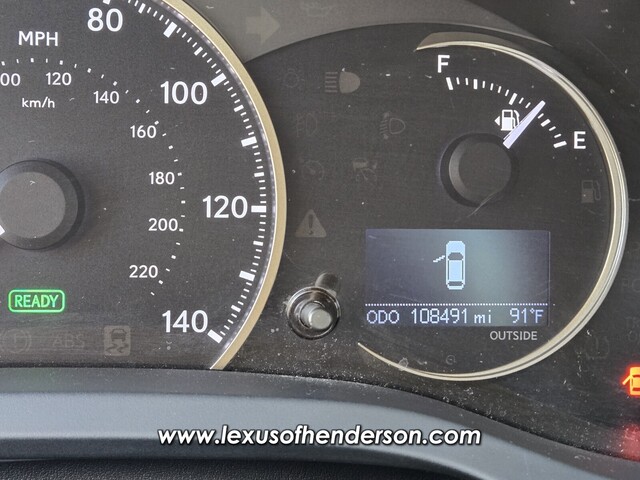 80
MPH
100 120
km/h
140
100
160
180
120
200
220
READY
140
ABS
F
E
ODO 108491 mi 91°F
OUTSIDE
www.lexusofhenderson.com